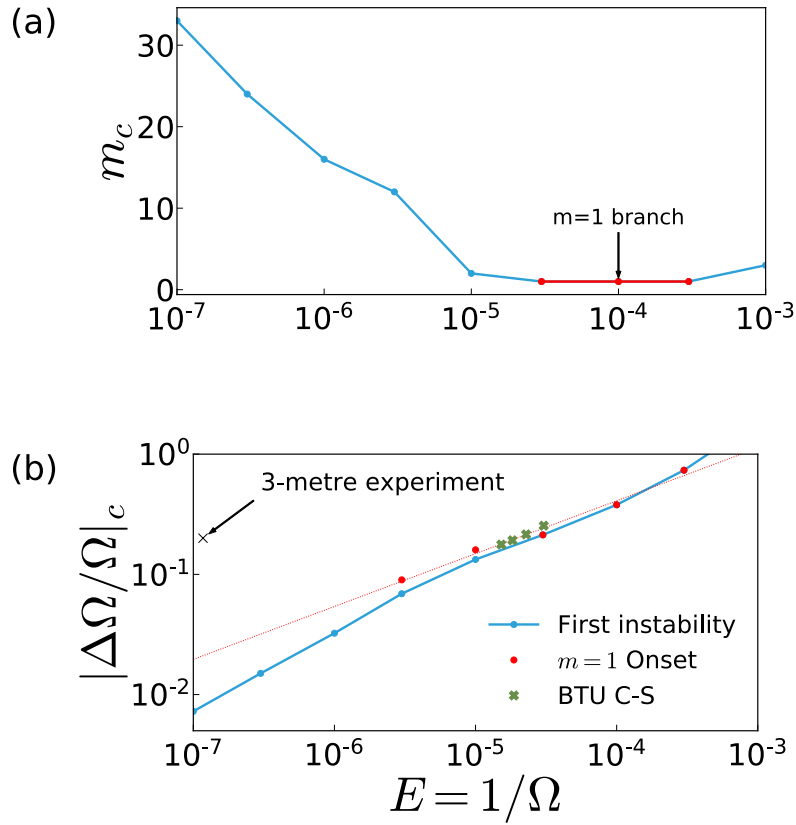 (a)
m_c
30
20
10
0
m=1 branch
10^-7
10^-6
10^-5
10^-4
10^-3
(b)
|ΔΩ/Ω|_c
10^0
10^-1
10^-2
3-metre experiment
First instability
m = 1 Onset
BTU C-S
10^-7
10^-6
10^-5
10^-4
10^-3
E = 1/Ω